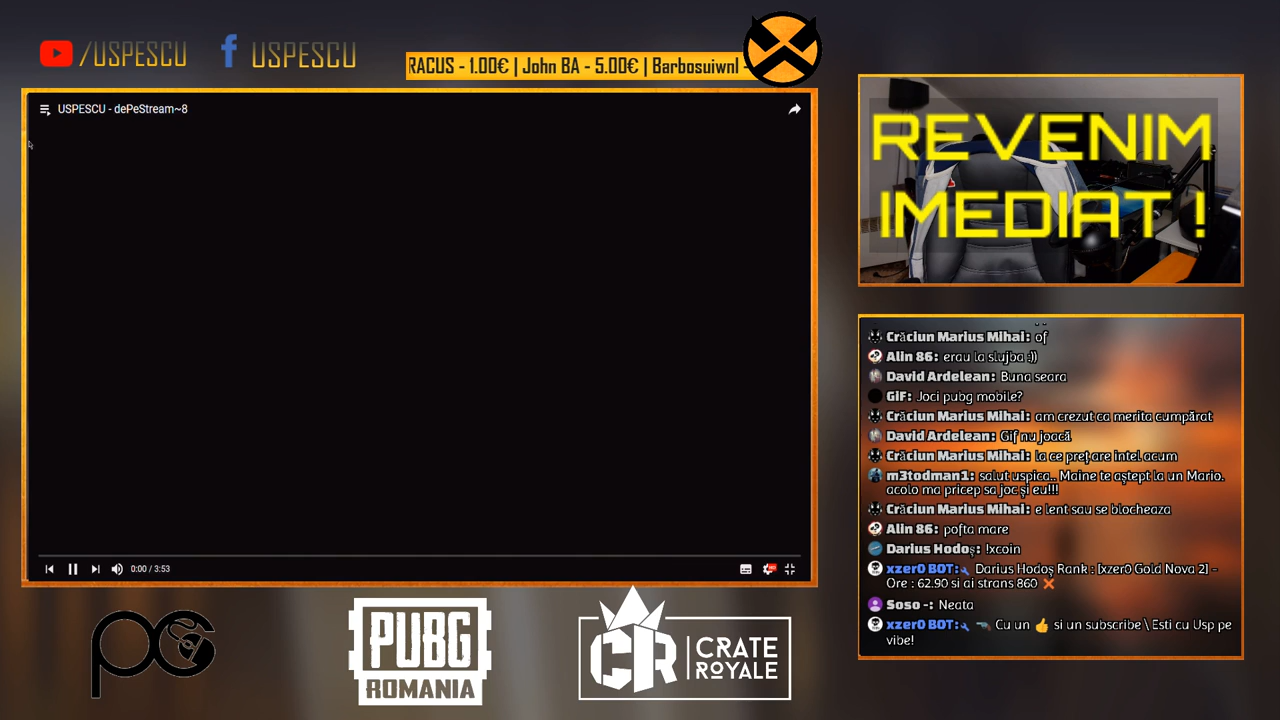 /USPESCU
USPESCU
RACUS - 1.00€ | John BA - 5.00€ | Barbosuiwnl -
USPESCU - dePeStream~8
REVENIM
IMEDIAT !
Crăciun Marius Mihai: of
Alin 86: erau la slujba :))
David Ardelean: Buna seara
GiF: Joci pubg mobile?
Crăciun Marius Mihai: am crezut ca merita cumpărat
David Ardelean: Gif nu joacă
Crăciun Marius Mihai: la ce preț are intel acum
m3todman1: salut uspica.. Maine te aștept la un Mario.
acolo ma pricep sa joc și eu!!!
Crăciun Marius Mihai: e lent sau se blocheaza
Alin 86: pofta mare
Darius Hodoș: !xcoin
xzer0 BOT: Darius Hodoș Rank : [xzer0 Gold Nova 2] -
Ore : 62.90 si ai strans 860 ❌
Soso -: Neata
xzer0 BOT: 🔫 Cu un 👍 si un subscribe \ Esti cu Usp pe
vibe!
0:00 / 3:53
PG
PUBG
ROMANIA
CR
CRATE
ROYALE